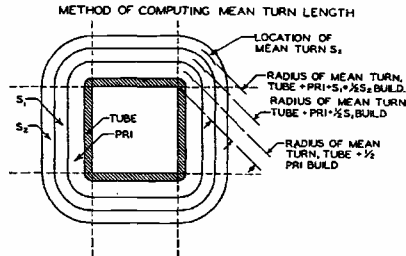 METHOD OF COMPUTING MEAN TURN LENGTH
LOCATION OF
MEAN TURN S₂
RADIUS OF MEAN TURN,
TUBE + PRI + S₁ + ½ S₂ BUILD.
RADIUS OF MEAN TURN
TUBE + PRI + ½ S₁ BUILD
RADIUS OF MEAN
TURN, TUBE + ½
PRI BUILD
S₁
S₂
TUBE
PRI